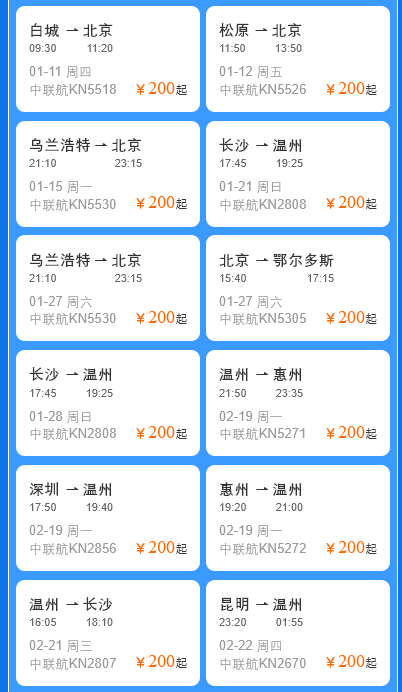 白城 → 北京
09:30 11:20
01-11 周四
中联航KN5518 ￥200起
松原 → 北京
11:50 13:50
01-12 周五
中联航KN5526 ￥200起
乌兰浩特 → 北京
21:10 23:15
01-15 周一
中联航KN5530 ￥200起
长沙 → 温州
17:45 19:25
01-21 周日
中联航KN2808 ￥200起
乌兰浩特 → 北京
21:10 23:15
01-27 周六
中联航KN5530 ￥200起
北京 → 鄂尔多斯
15:40 17:15
01-27 周六
中联航KN5305 ￥200起
长沙 → 温州
17:45 19:25
01-28 周日
中联航KN2808 ￥200起
温州 → 惠州
21:50 23:35
02-19 周一
中联航KN5271 ￥200起
深圳 → 温州
17:50 19:40
02-19 周一
中联航KN2856 ￥200起
惠州 → 温州
19:20 21:00
02-19 周一
中联航KN5272 ￥200起
温州 → 长沙
16:05 18:10
02-21 周三
中联航KN2807 ￥200起
昆明 → 温州
23:20 01:55
02-22 周四
中联航KN2670 ￥200起